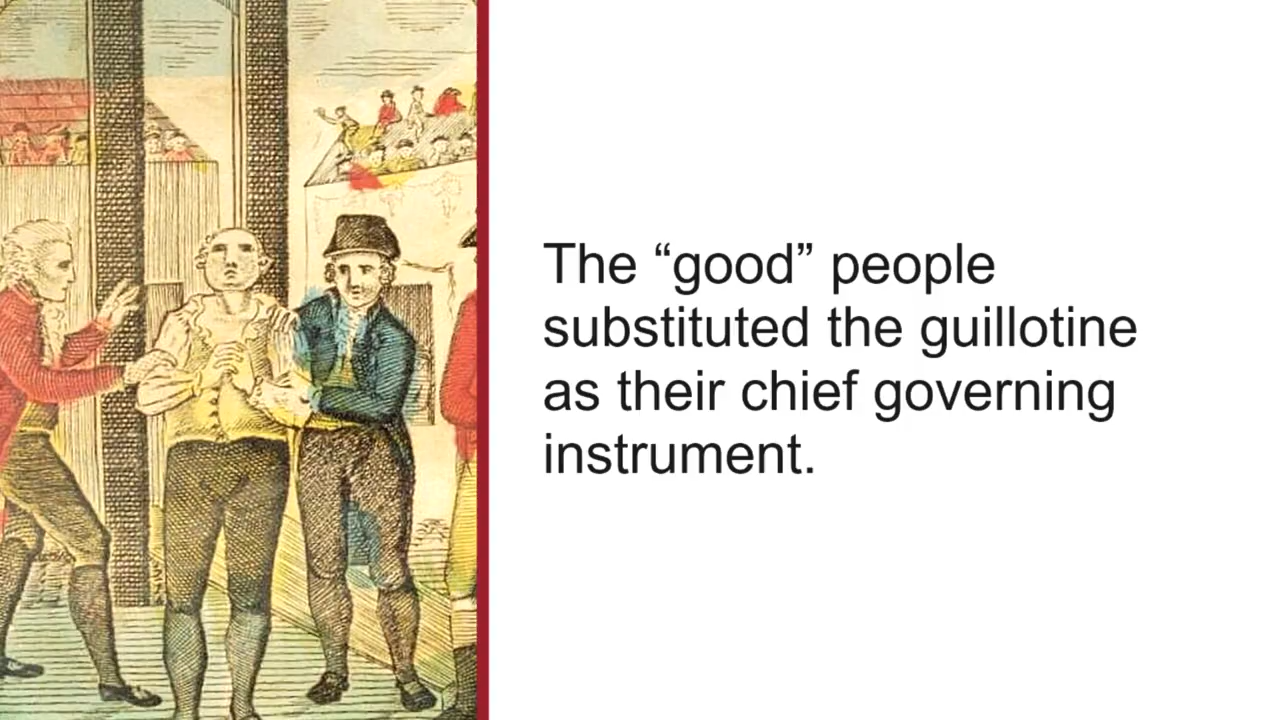 The “good” people
substituted the guillotine
as their chief governing
instrument.